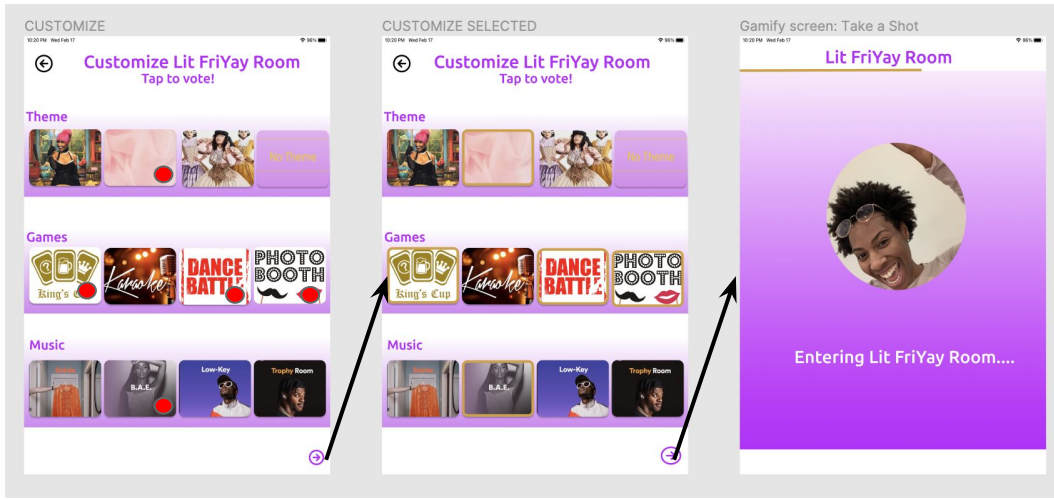 CUSTOMIZE
10:20 PM Wed Feb 17
96%
Customize Lit FriYay Room
Tap to vote!
Theme
No Theme
Games
King's Cup
Karaoke
DANCE
BATTLE
PHOTO
BOOTH
Music
B.A.E.
Low-Key
Trophy Room
CUSTOMIZE SELECTED
10:20 PM Wed Feb 17
96%
Customize Lit FriYay Room
Tap to vote!
Theme
No Theme
Games
King's Cup
Karaoke
DANCE
BATTLE
PHOTO
BOOTH
Music
B.A.E.
Low-Key
Trophy Room
Gamify screen: Take a Shot
10:20 PM Wed Feb 17
96%
Lit FriYay Room
Entering Lit FriYay Room....